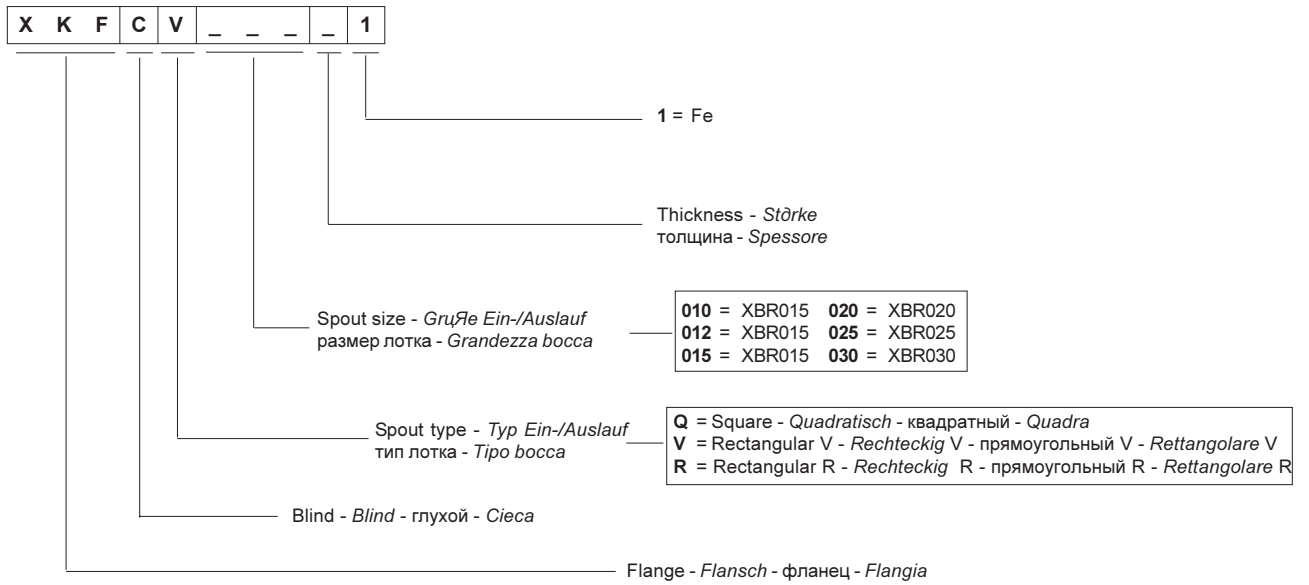 X K F C V _ _ _ _ 1
1 = Fe
Thickness - Stðrke
толщина - Spessore
Spout size - GrцЯe Ein-/Auslauf
размер лотка - Grandezza bocca
010 = XBR015 020 = XBR020
012 = XBR015 025 = XBR025
015 = XBR015 030 = XBR030
Spout type - Typ Ein-/Auslauf
тип лотка - Tipo bocca
Q = Square - Quadratisch - квадратный - Quadra
V = Rectangular V - Rechteckig V - прямоугольный V - Rettangolare V
R = Rectangular R - Rechteckig R - прямоугольный R - Rettangolare R
Blind - Blind - глухой - Cieca
Flange - Flansch - фланец - Flangia